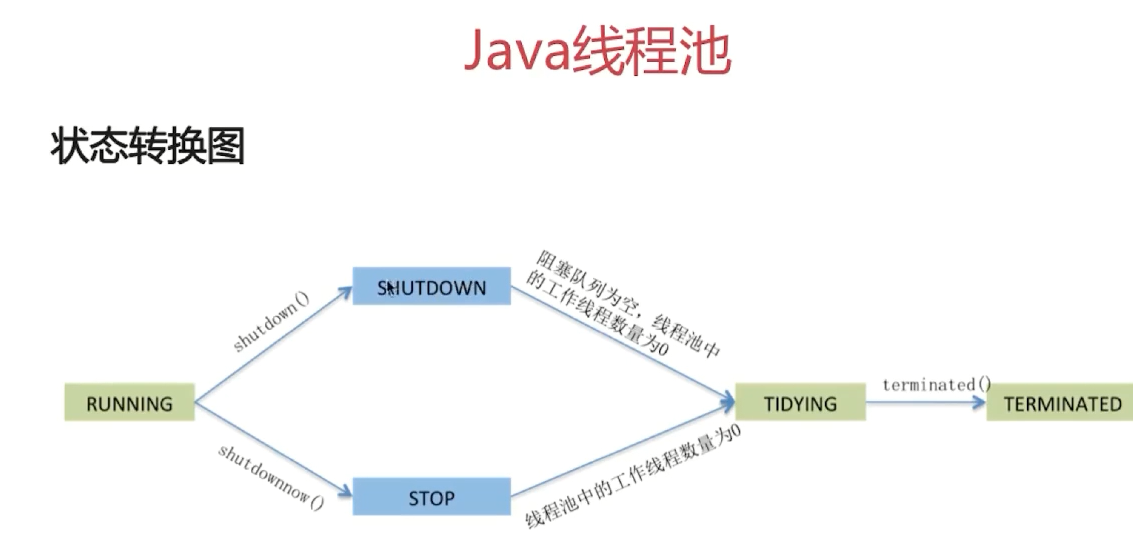 Java线程池
状态转换图
阻塞队列为空，线程池中
的工作线程数量为0
SHUTDOWN
shutdown()
RUNNING
TIDYING
terminated()
TERMINATED
shutdownnow()
STOP
线程池中的工作线程数量为0